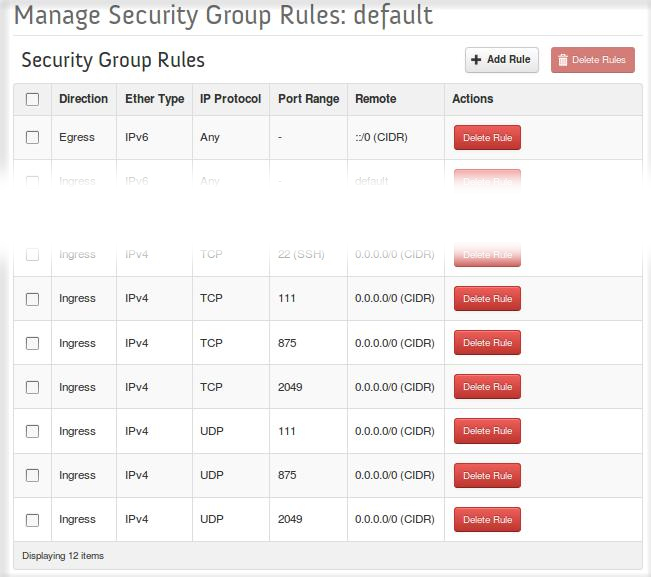 Manage Security Group Rules: default
Security Group Rules + Add Rule Delete Rules
Direction Ether Type IP Protocol Port Range Remote Actions
Egress IPv6 Any - ::/0 (CIDR) Delete Rule
Ingress IPv6 Any - default Delete Rule
Ingress IPv4 TCP 22 (SSH) 0.0.0.0/0 (CIDR) Delete Rule
Ingress IPv4 TCP 111 0.0.0.0/0 (CIDR) Delete Rule
Ingress IPv4 TCP 875 0.0.0.0/0 (CIDR) Delete Rule
Ingress IPv4 TCP 2049 0.0.0.0/0 (CIDR) Delete Rule
Ingress IPv4 UDP 111 0.0.0.0/0 (CIDR) Delete Rule
Ingress IPv4 UDP 875 0.0.0.0/0 (CIDR) Delete Rule
Ingress IPv4 UDP 2049 0.0.0.0/0 (CIDR) Delete Rule
Displaying 12 items